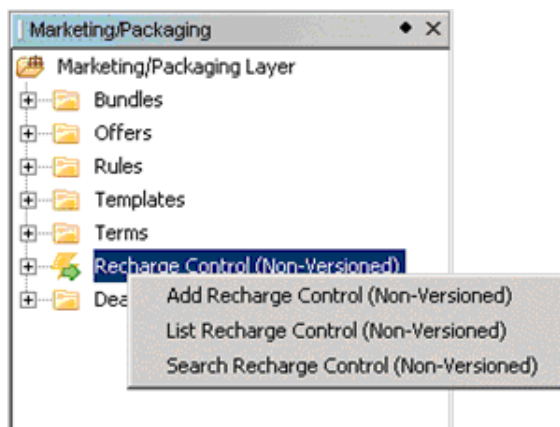 Marketing/Packaging
Marketing/Packaging Layer
Bundles
Offers
Rules
Templates
Terms
Recharge Control (Non-Versioned)
Dea
Add Recharge Control (Non-Versioned)
List Recharge Control (Non-Versioned)
Search Recharge Control (Non-Versioned)